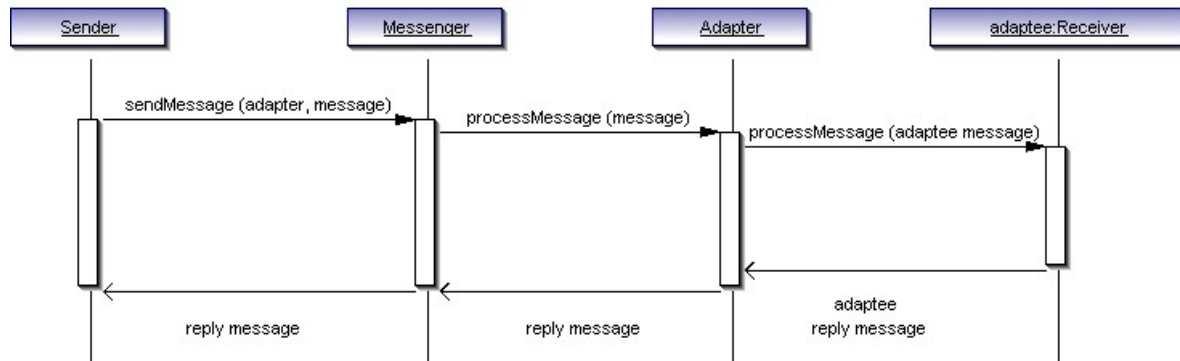 Sender
Messenger
Adapter
adaptee:Receiver
sendMessage (adapter, message)
processMessage (message)
processMessage (adaptee message)
adaptee
reply message
reply message
reply message